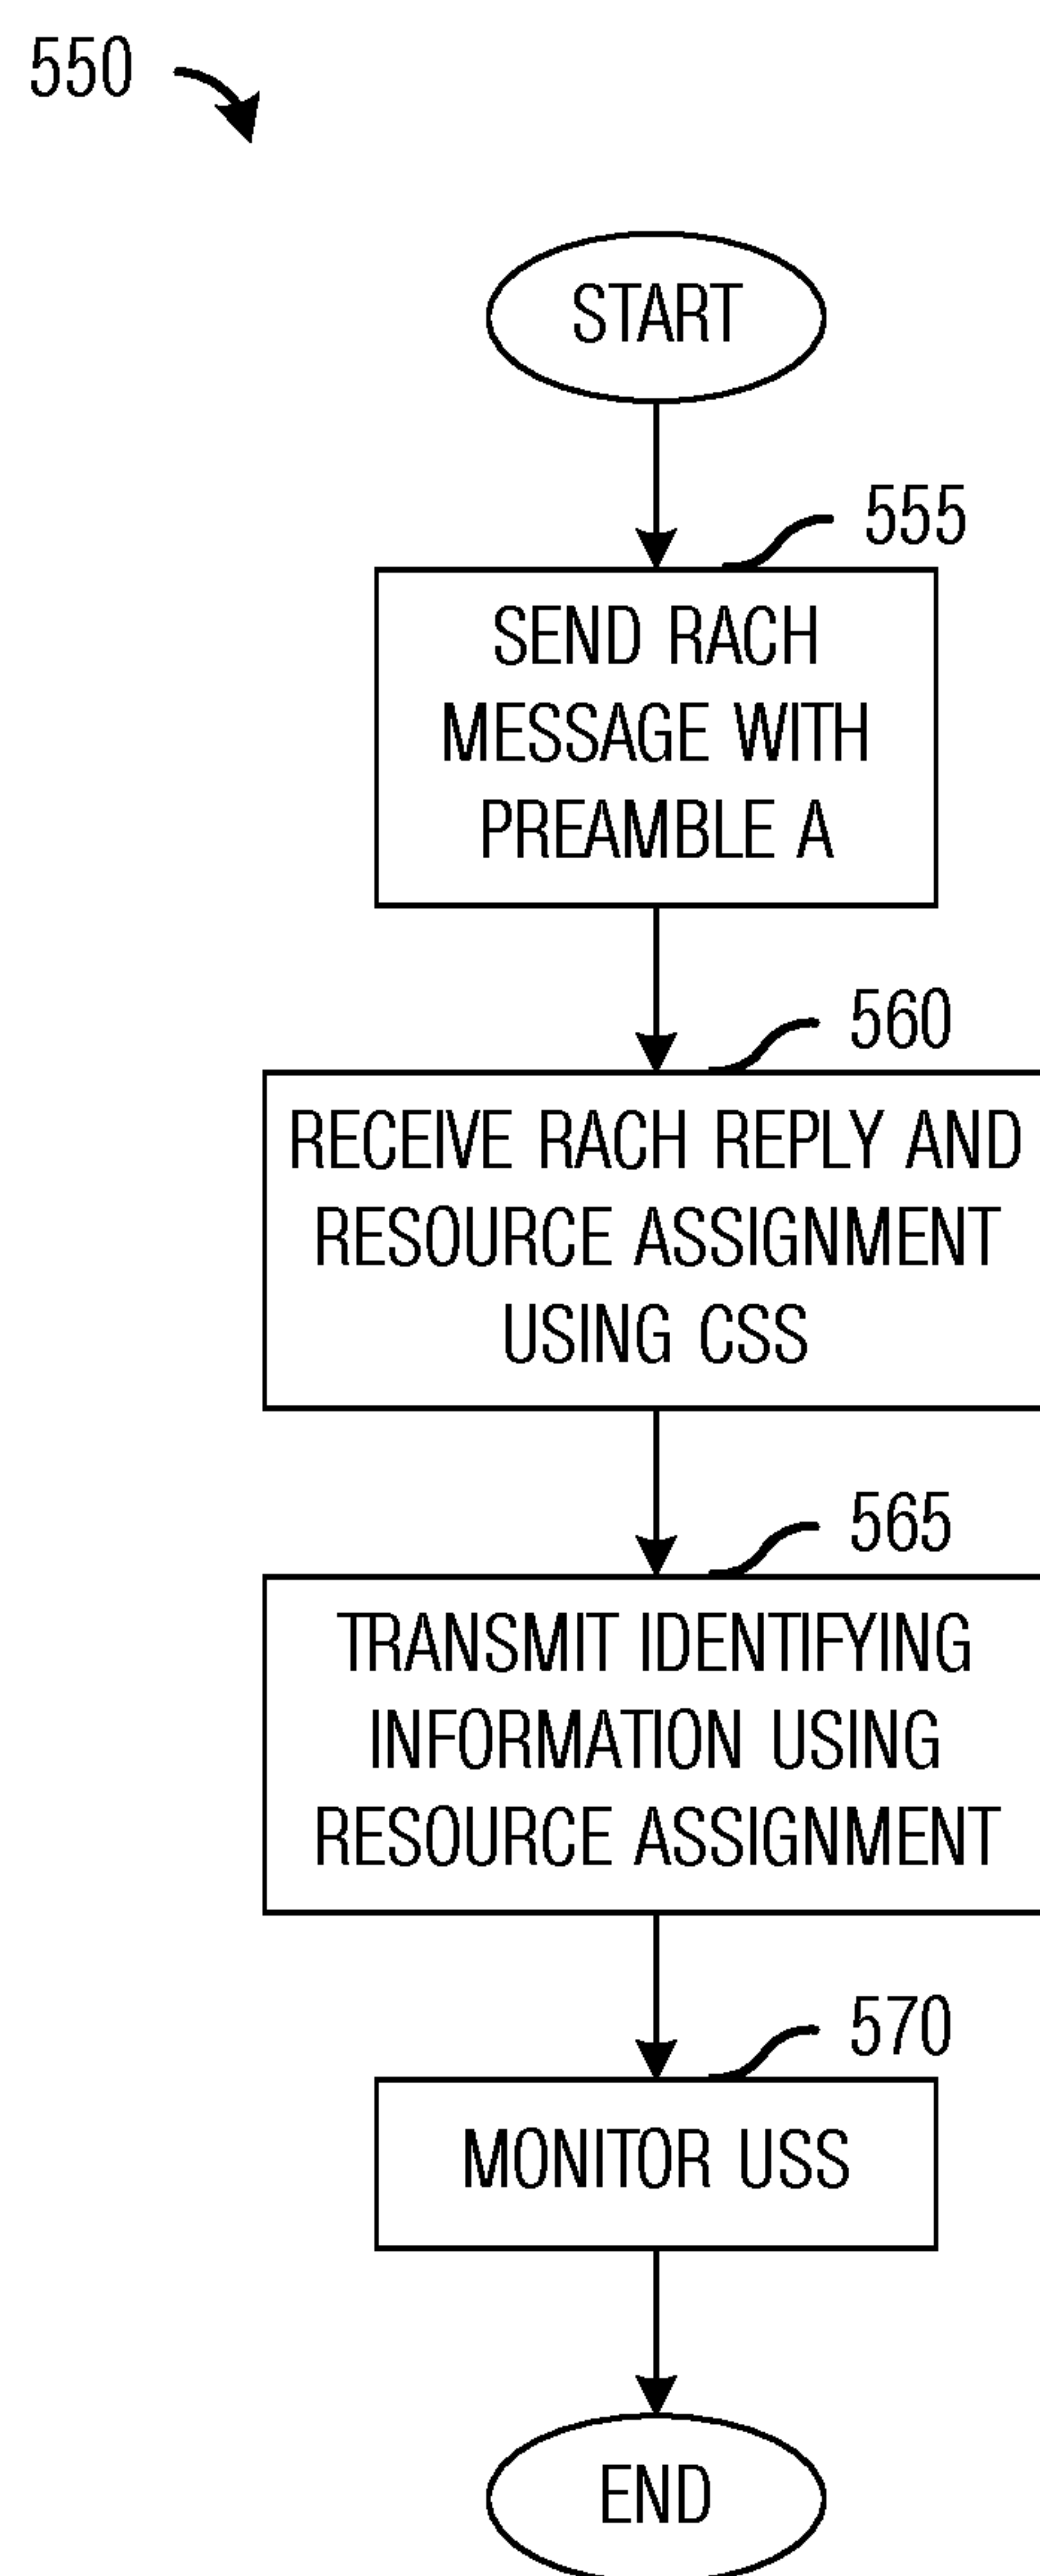 550
START
555
SEND RACH
MESSAGE WITH
PREAMBLE A
560
RECEIVE RACH REPLY AND
RESOURCE ASSIGNMENT
USING CSS
565
TRANSMIT IDENTIFYING
INFORMATION USING
RESOURCE ASSIGNMENT
570
MONITOR USS
END